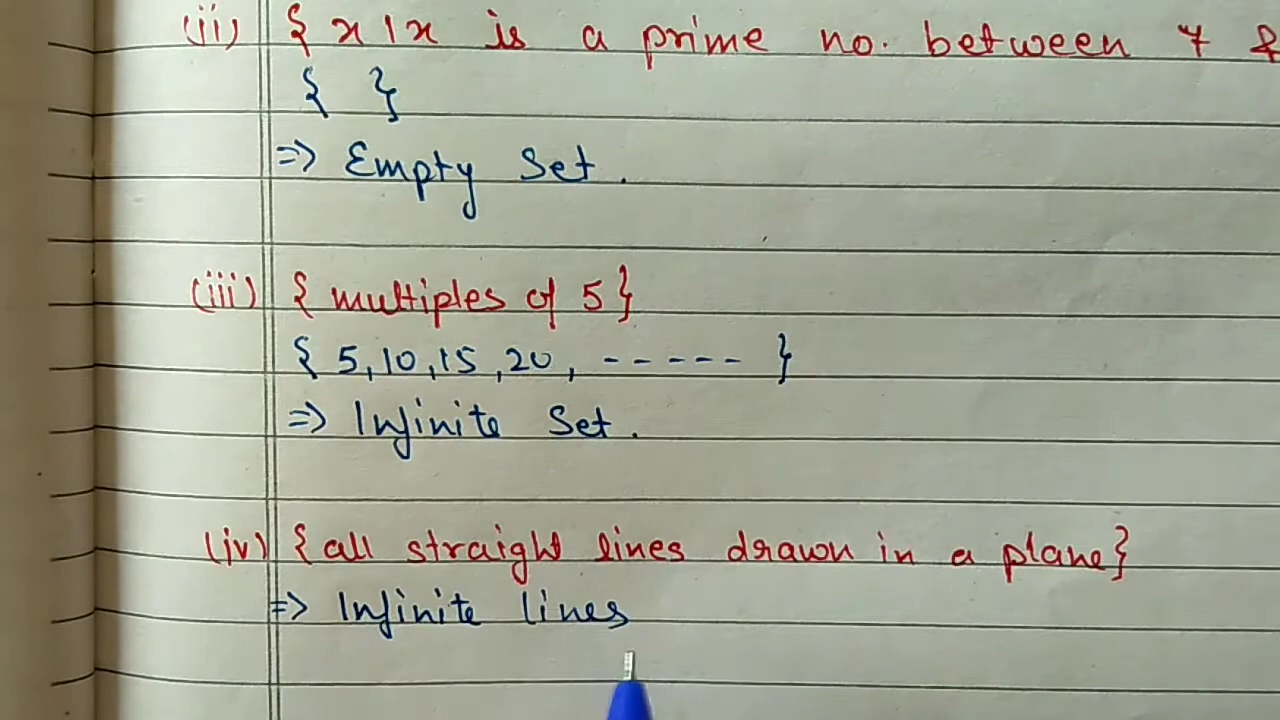 (ii) { x | x is a prime no. between 7 &
{ }
=> Empty Set.
(iii) { multiples of 5}
{ 5,10,15,20, ----- }
=> Infinite Set.
(iv) {all straight lines drawn in a plane}
=> Infinite lines